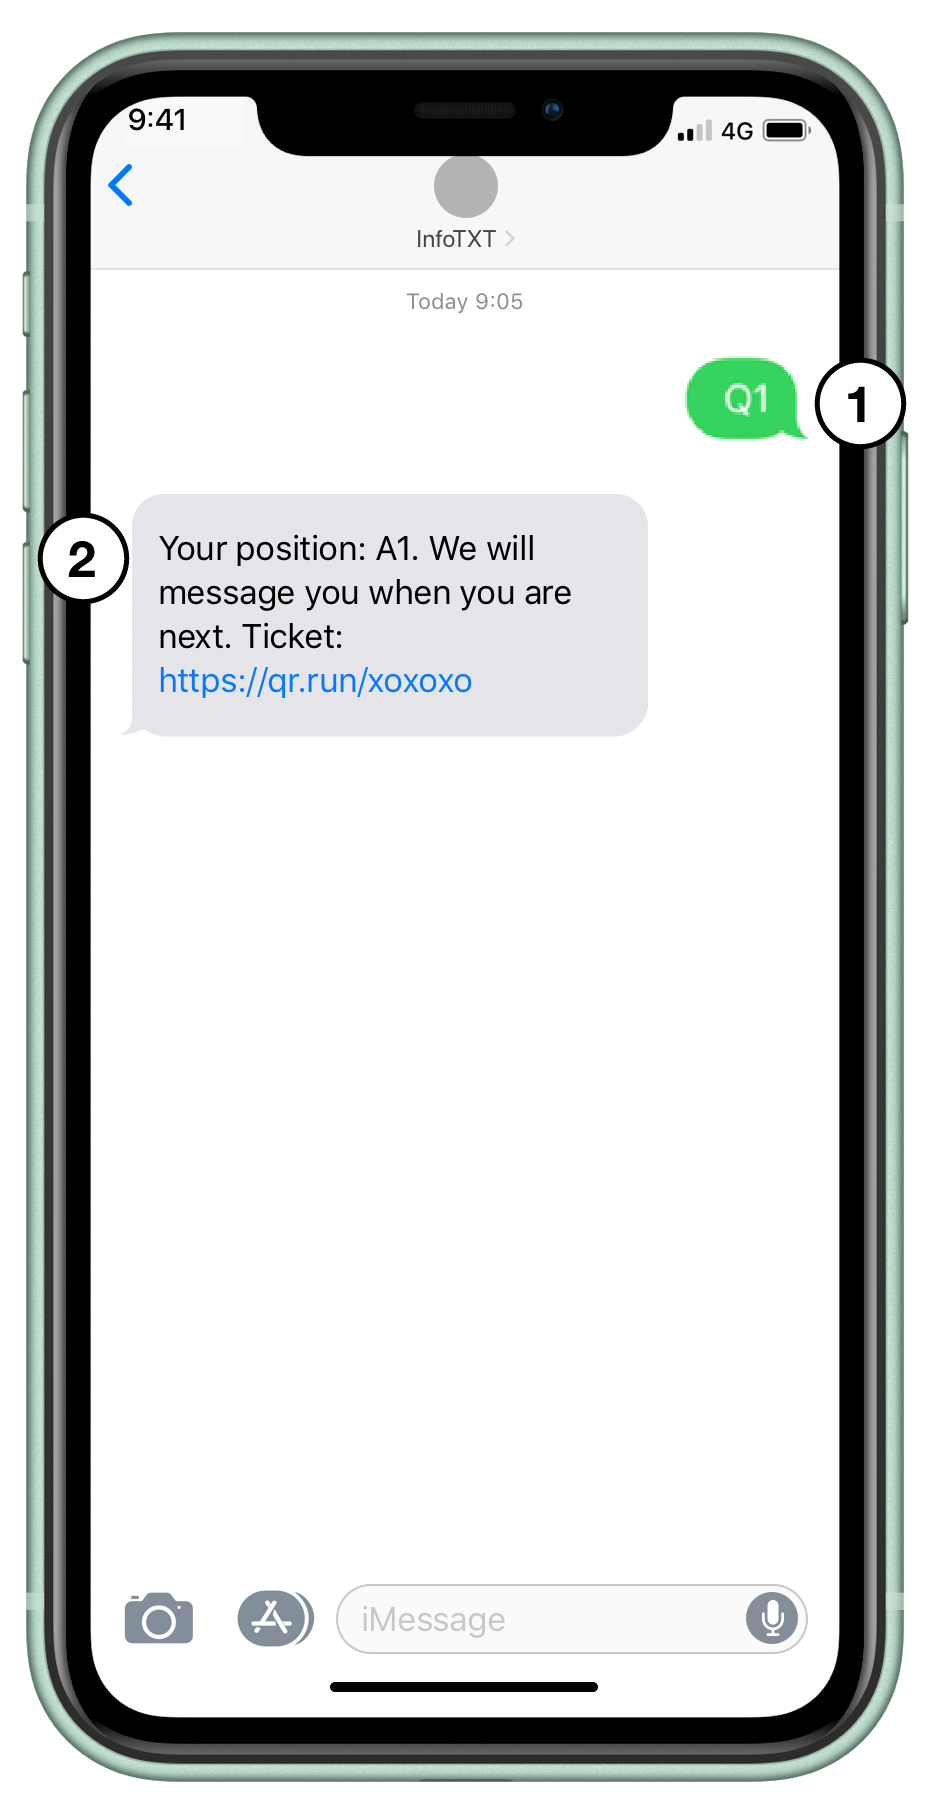 9:41
4G
InfoTXT
Today 9:05
Q1
1
2
Your position: A1. We will
message you when you are
next. Ticket:
https://qr.run/xoxoxo
iMessage